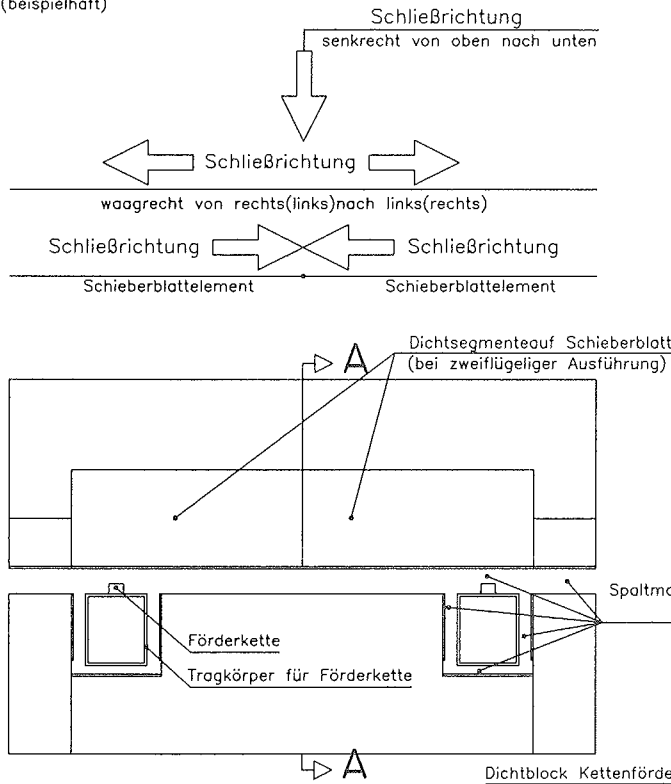 (beispielhaft)
Schließrichtung
senkrecht von oben nach unten
Schließrichtung
waagrecht von rechts(links)nach links(rechts)
Schließrichtung Schließrichtung
Schieberblattelement Schieberblattelement
Dichtsegmenteauf Schieberblatt
(bei zweiflügeliger Ausführung)
A
Förderkette
Tragkörper für Förderkette
A
Dichtblock